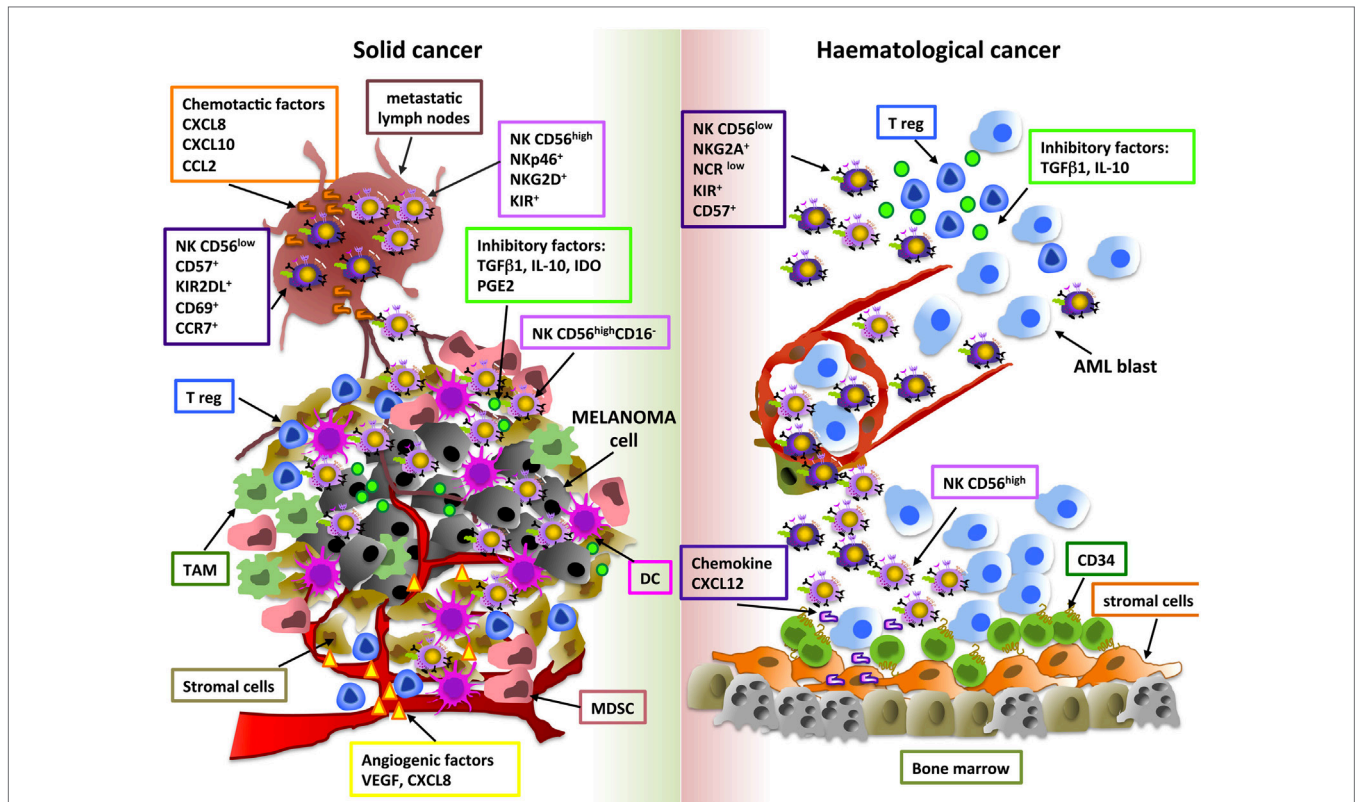 Solid cancer
Chemotactic factors
CXCL8
CXCL10
CCL2
metastatic
lymph nodes
NK CD56high
NKp46+
NKG2D+
KIR+
NK CD56low
CD57+
KIR2DL+
CD69+
CCR7+
Inhibitory factors:
TGFβ1, IL-10, IDO
PGE2
NK CD56highCD16-
T reg
MELANOMA
cell
TAM
DC
Stromal cells
MDSC
Angiogenic factors
VEGF, CXCL8
Haematological cancer
NK CD56low
NKG2A+
NCR low
KIR+
CD57+
T reg
Inhibitory factors:
TGFβ1, IL-10
AML blast
NK CD56high
Chemokine
CXCL12
CD34
stromal cells
Bone marrow